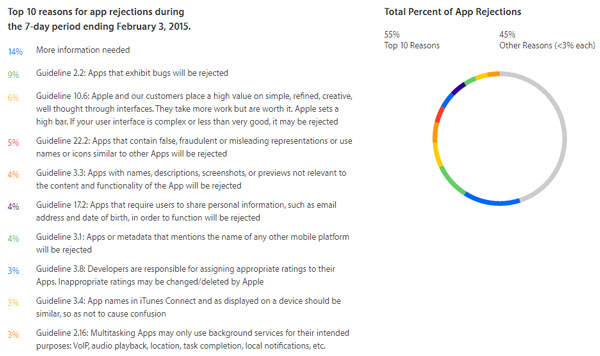 Top 10 reasons for app rejections during
the 7-day period ending February 3, 2015.
14% More information needed
9% Guideline 2.2: Apps that exhibit bugs will be rejected
6% Guideline 10.6: Apple and our customers place a high value on simple, refined, creative,
well thought through interfaces. They take more work but are worth it. Apple sets a
high bar. If your user interface is complex or less than very good, it may be rejected
5% Guideline 22.2: Apps that contain false, fraudulent or misleading representations or use
names or icons similar to other Apps will be rejected
4% Guideline 3.3: Apps with names, descriptions, screenshots, or previews not relevant to
the content and functionality of the App will be rejected
4% Guideline 17.2: Apps that require users to share personal information, such as email
address and date of birth, in order to function will be rejected
4% Guideline 3.1: Apps or metadata that mentions the name of any other mobile platform
will be rejected
3% Guideline 3.8: Developers are responsible for assigning appropriate ratings to their
Apps. Inappropriate ratings may be changed/deleted by Apple
3% Guideline 3.4: App names in iTunes Connect and as displayed on a device should be
similar, so as not to cause confusion
3% Guideline 2.16: Multitasking Apps may only use background services for their intended
purposes: VoIP, audio playback, location, task completion, local notifications, etc.
Total Percent of App Rejections
55% 45%
Top 10 Reasons Other Reasons (<3% each)